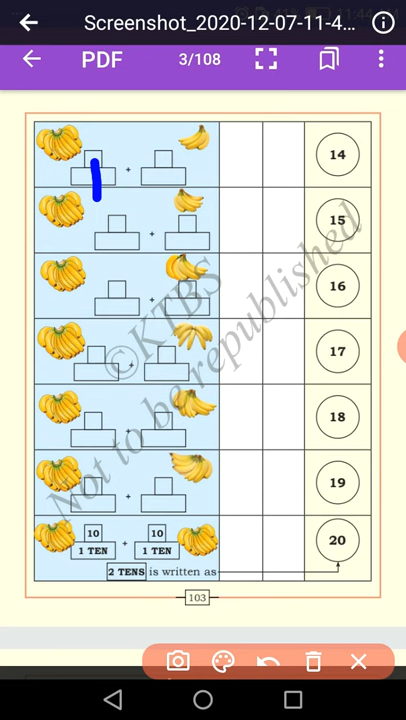 Screenshot_2020-12-07-11-4...
PDF
3/108
+
14
+
15
+
16
+
17
+
18
+
19
10
1 TEN
+
10
1 TEN
20
2 TENS is written as
103
©KTBS
Not to be republished